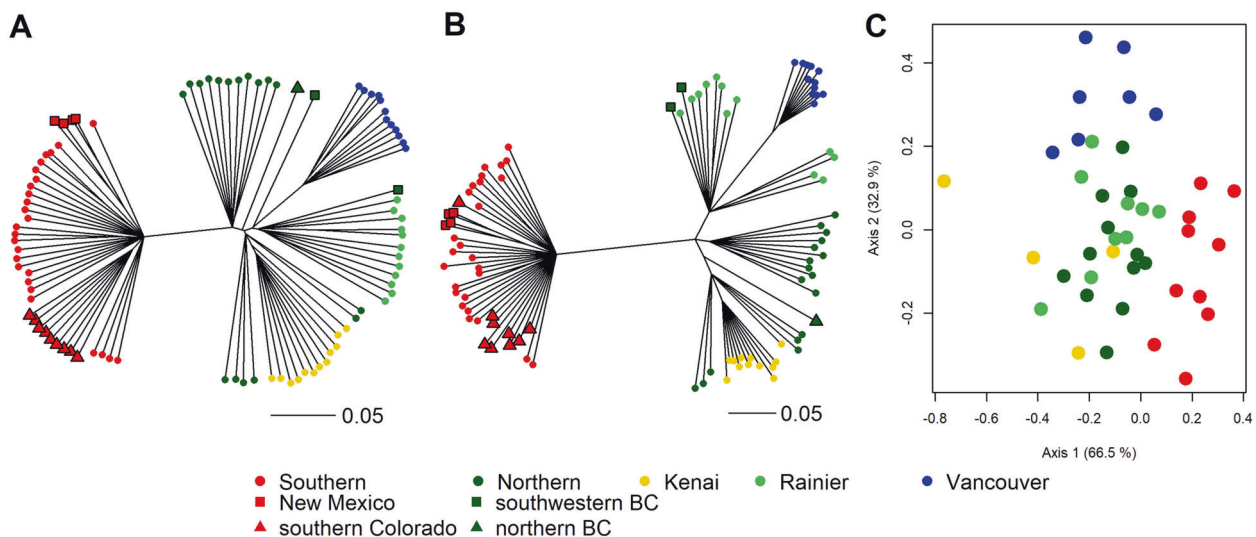 A
B
C
0.05
0.05
Axis 2 (32.9 %)
0.4
0.2
0.0
-0.2
-0.8 -0.6 -0.4 -0.2 0.0 0.2 0.4
Axis 1 (66.5 %)
Southern Northern Kenai Rainier Vancouver
New Mexico southwestern BC
southern Colorado northern BC